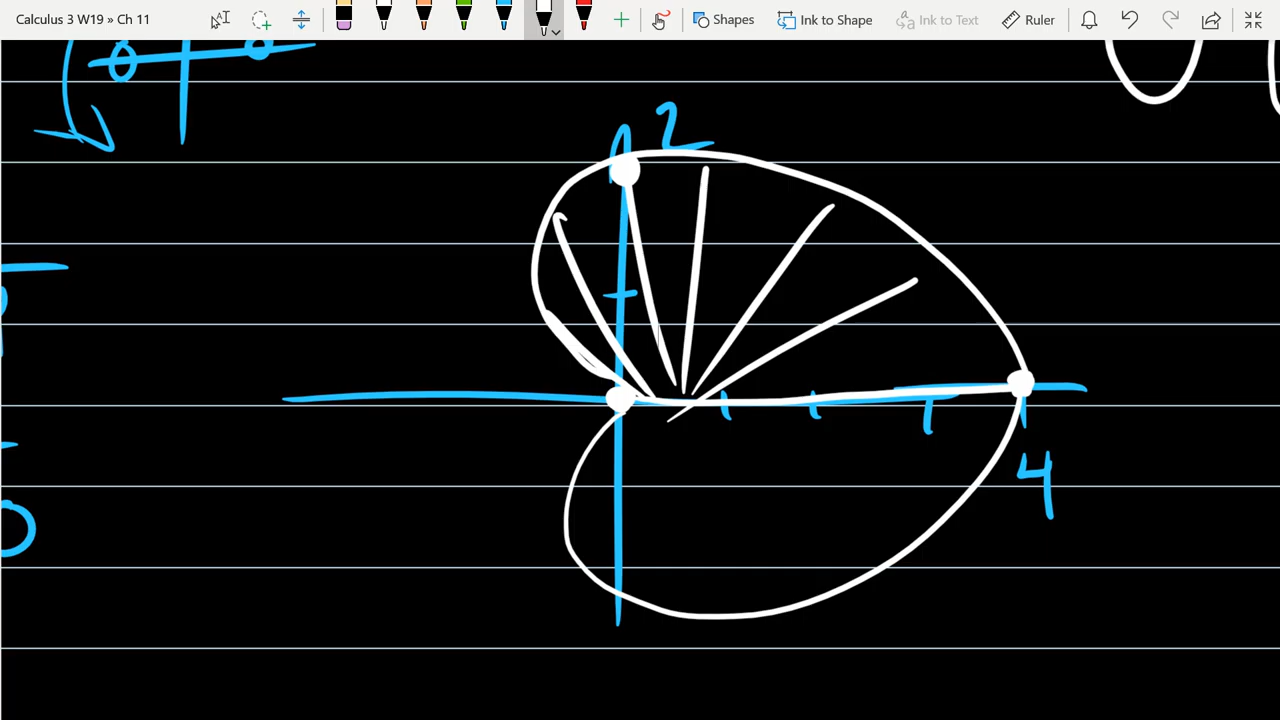 Calculus 3 W19 » Ch 11
Shapes
Ink to Shape
Ink to Text
Ruler
2
4